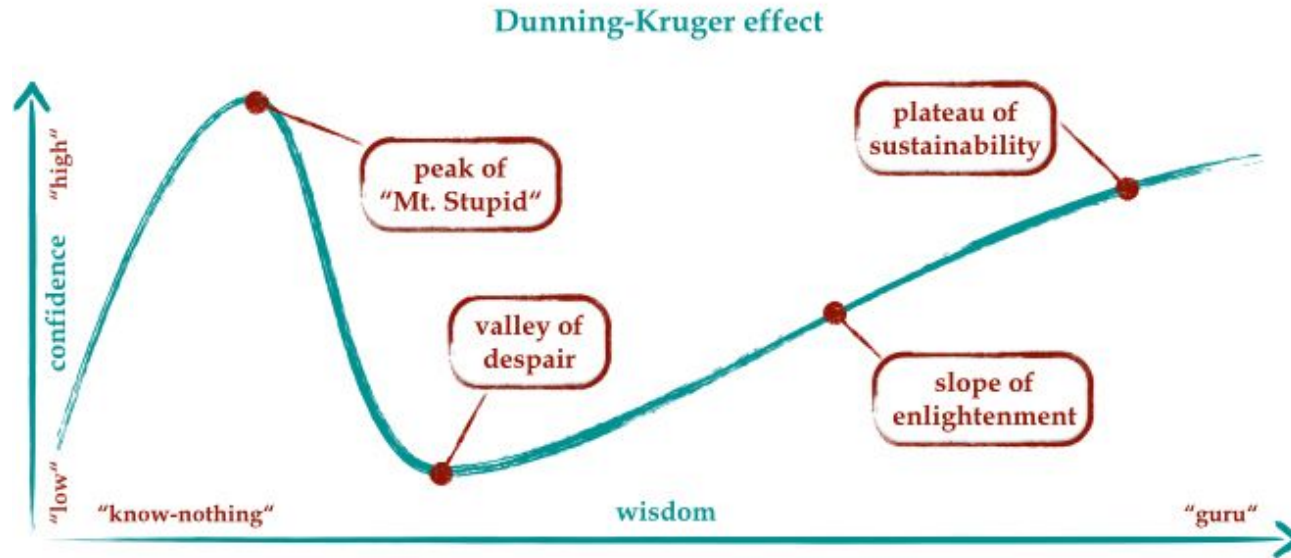 Dunning-Kruger effect
“high“
confidence
“low“
peak of
“Mt. Stupid“
valley of
despair
plateau of
sustainability
slope of
enlightenment
“know-nothing“
wisdom
“guru“